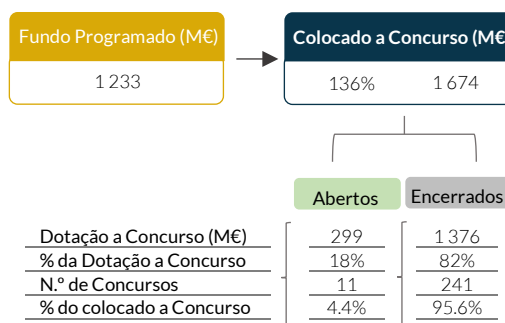 Fundo Programado (M€)
Colocado a Concurso (M€
1 233
136% 1 674
Abertos Encerrados
Dotação a Concurso (M€) 299 1 376
% da Dotação a Concurso 18% 82%
N.º de Concursos 11 241
% do colocado a Concurso 4.4% 95.6%